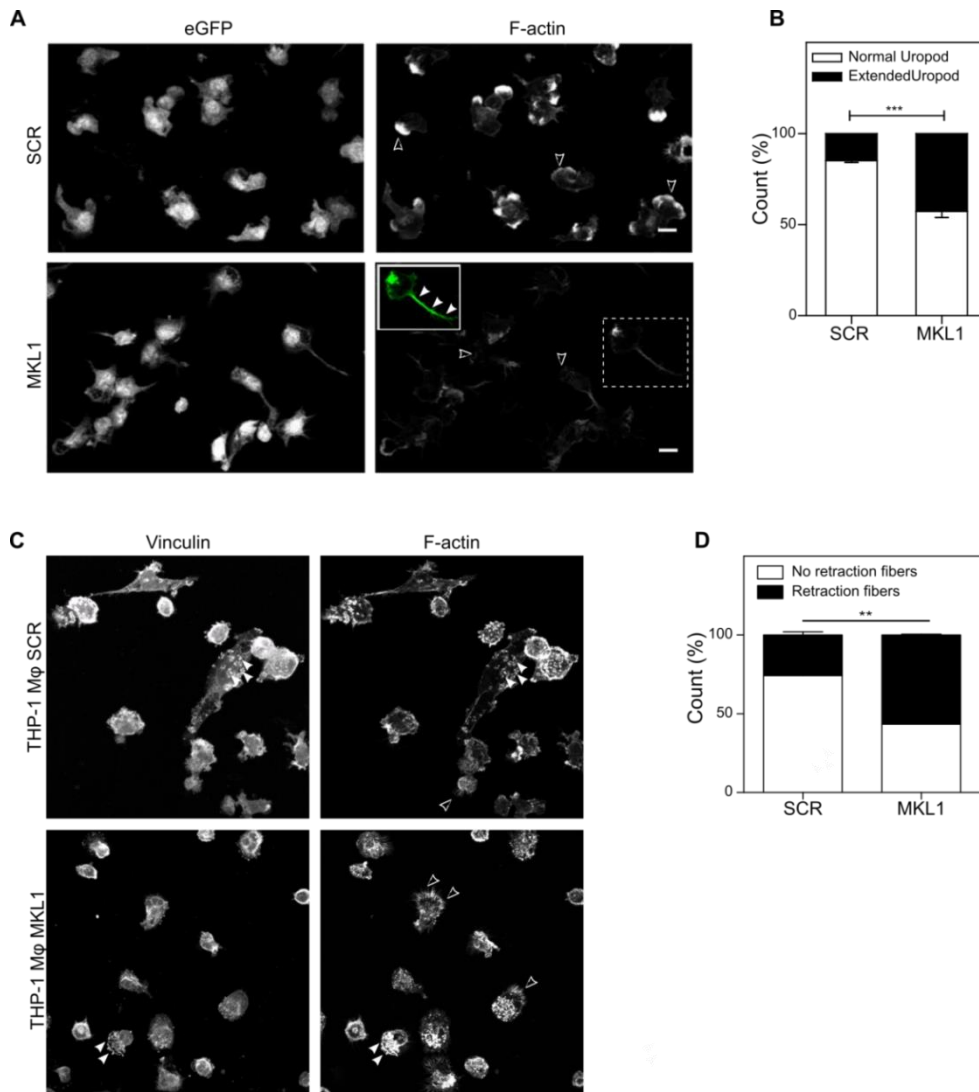 A
eGFP
F-actin
SCR
MKL1
B
Normal Uropod
ExtendedUropod
***
100
50
0
Count (%)
SCR
MKL1
C
Vinculin
F-actin
THP-1 Mφ SCR
THP-1 Mφ MKL1
D
No retraction fibers
Retraction fibers
**
100
50
0
Count (%)
SCR
MKL1